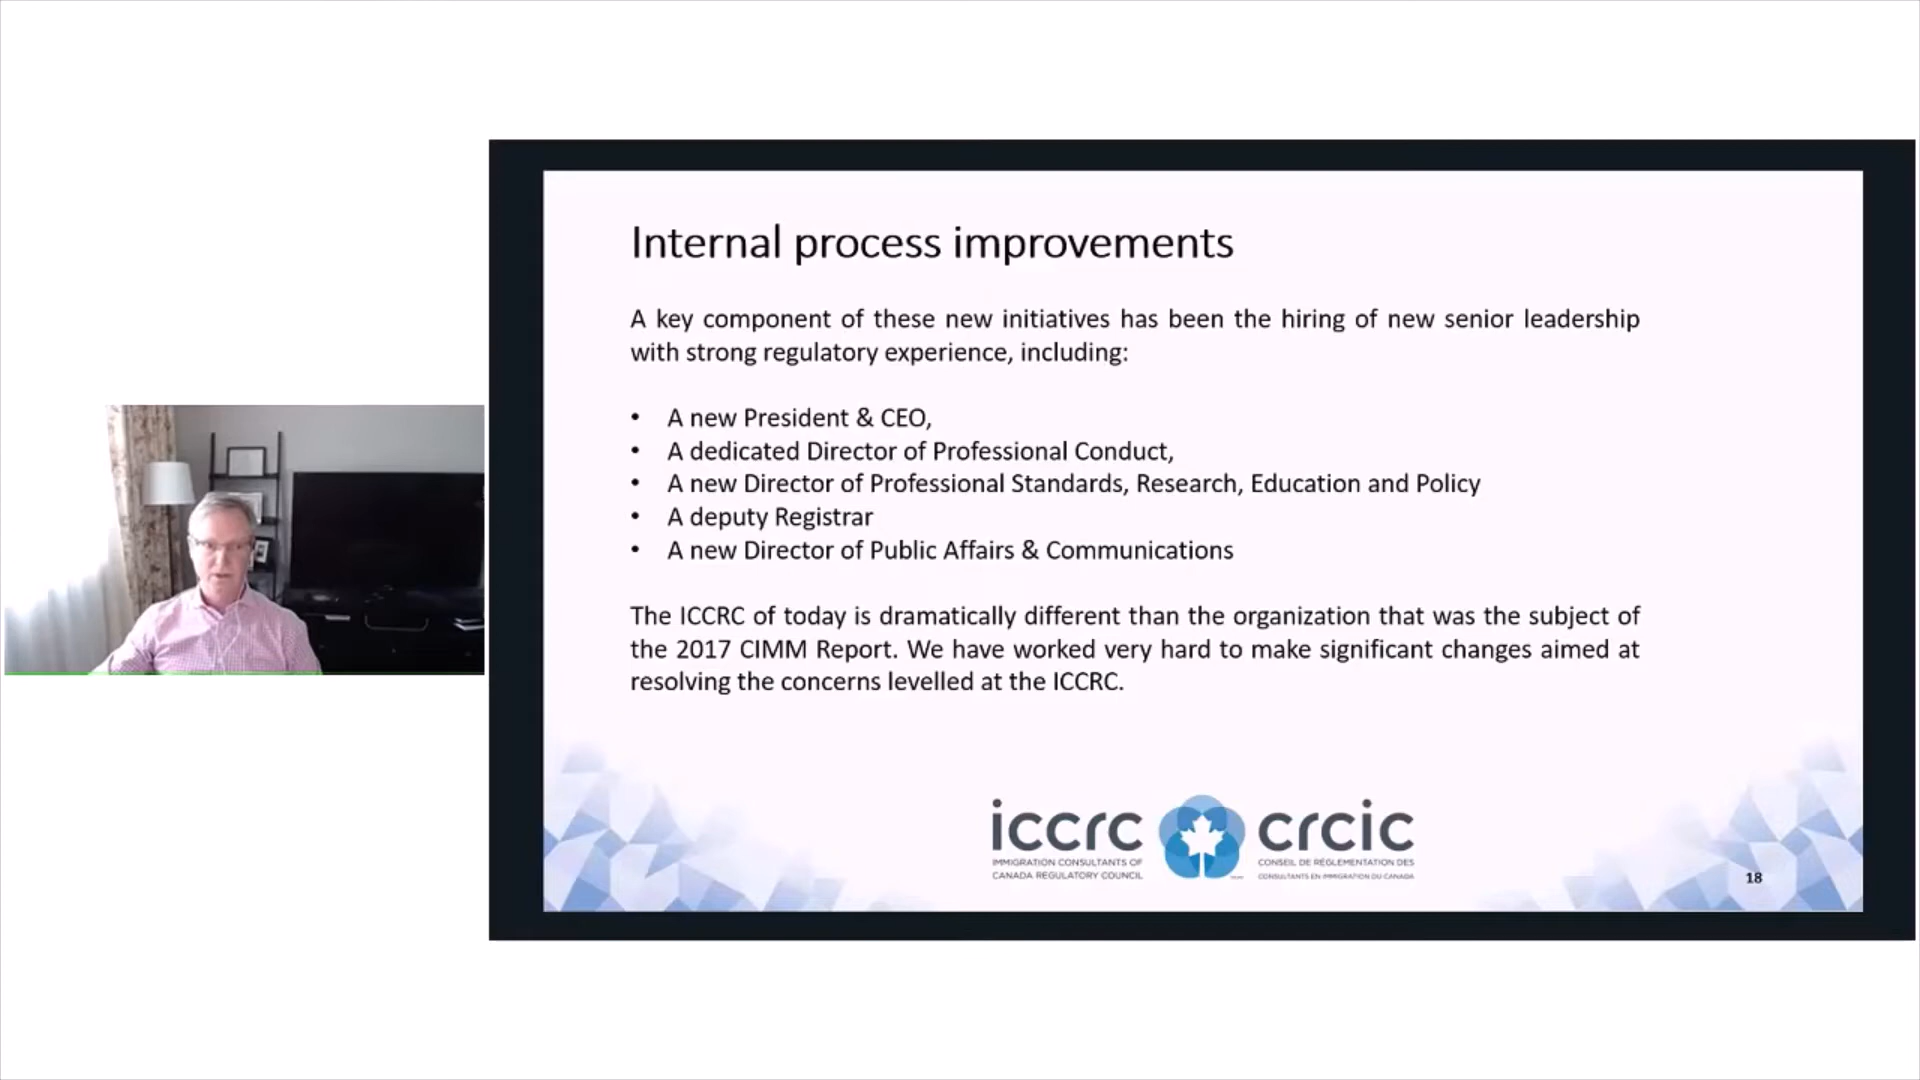 Internal process improvements
A key component of these new initiatives has been the hiring of new senior leadership
with strong regulatory experience, including:
• A new President & CEO,
• A dedicated Director of Professional Conduct,
• A new Director of Professional Standards, Research, Education and Policy
• A deputy Registrar
• A new Director of Public Affairs & Communications
The ICCRC of today is dramatically different than the organization that was the subject of
the 2017 CIMM Report. We have worked very hard to make significant changes aimed at
resolving the concerns levelled at the ICCRC.
iccrc crcic
IMMIGRATION CONSULTANTS OF
CANADA REGULATORY COUNCIL
CONSEIL DE RÉGLEMENTATION DES
CONSULTANTS EN IMMIGRATION DU CANADA
18